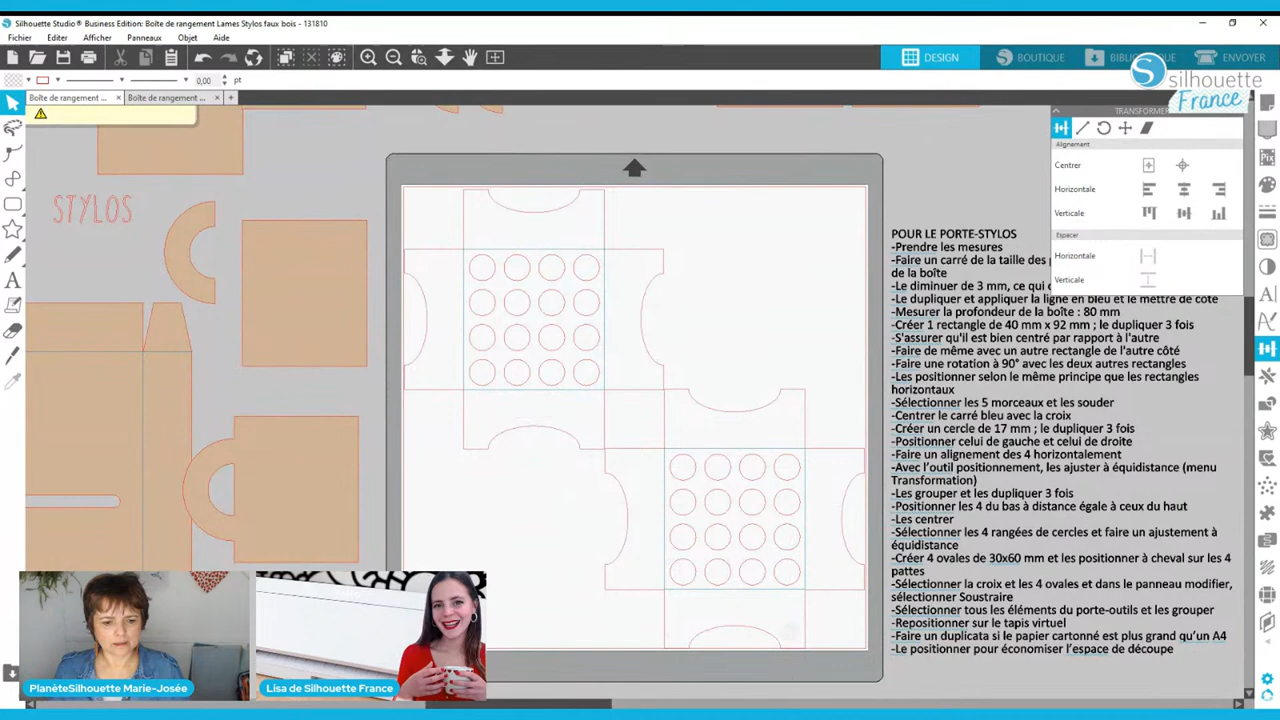 Silhouette Studio® Business Edition: Boîte de rangement Lames Stylos faux bois - 131810
Fichier Editer Afficher Panneaux Objet Aide
DESIGN BOUTIQUE ENVOYER
silhouette
France
0,00 pt
Boîte de rangement ... Boîte de rangement ...
Alignement
Centrer
Horizontale
Verticale
Espacer
Horizontale
Verticale
STYLOS
POUR LE PORTE-STYLOS
-Prendre les mesures
-Faire un carré de la taille des
de la boîte
-Le diminuer de 3 mm, ce qui
-Le dupliquer et appliquer la ligne en bleu et le mettre de côté
-Mesurer la profondeur de la boîte : 80 mm
-Créer 1 rectangle de 40 mm x 92 mm ; le dupliquer 3 fois
-S'assurer qu'il est bien centré par rapport à l'autre
-Faire de même avec un autre rectangle de l'autre côté
-Faire une rotation à 90° avec les deux autres rectangles
-Les positionner selon le même principe que les rectangles
horizontaux
-Sélectionner les 5 morceaux et les souder
-Centrer le carré bleu avec la croix
-Créer un cercle de 17 mm ; le dupliquer 3 fois
-Positionner celui de gauche et celui de droite
-Faire un alignement des 4 horizontalement
-Avec l'outil positionnement, les ajuster à équidistance (menu
Transformation)
-Les grouper et les dupliquer 3 fois
-Positionner les 4 du bas à distance égale à ceux du haut
-Les centrer
-Sélectionner les 4 rangées de cercles et faire un ajustement à
équidistance
-Créer 4 ovales de 30x60 mm et les positionner à cheval sur les 4
pattes
-Sélectionner la croix et les 4 ovales et dans le panneau modifier,
sélectionner Soustraire
-Sélectionner tous les éléments du porte-outils et les grouper
-Repositionner sur le tapis virtuel
-Faire un duplicata si le papier cartonné est plus grand qu'un A4
-Le positionner pour économiser l'espace de découpe
PlanèteSilhouette Marie-Josée
Lisa de Silhouette France